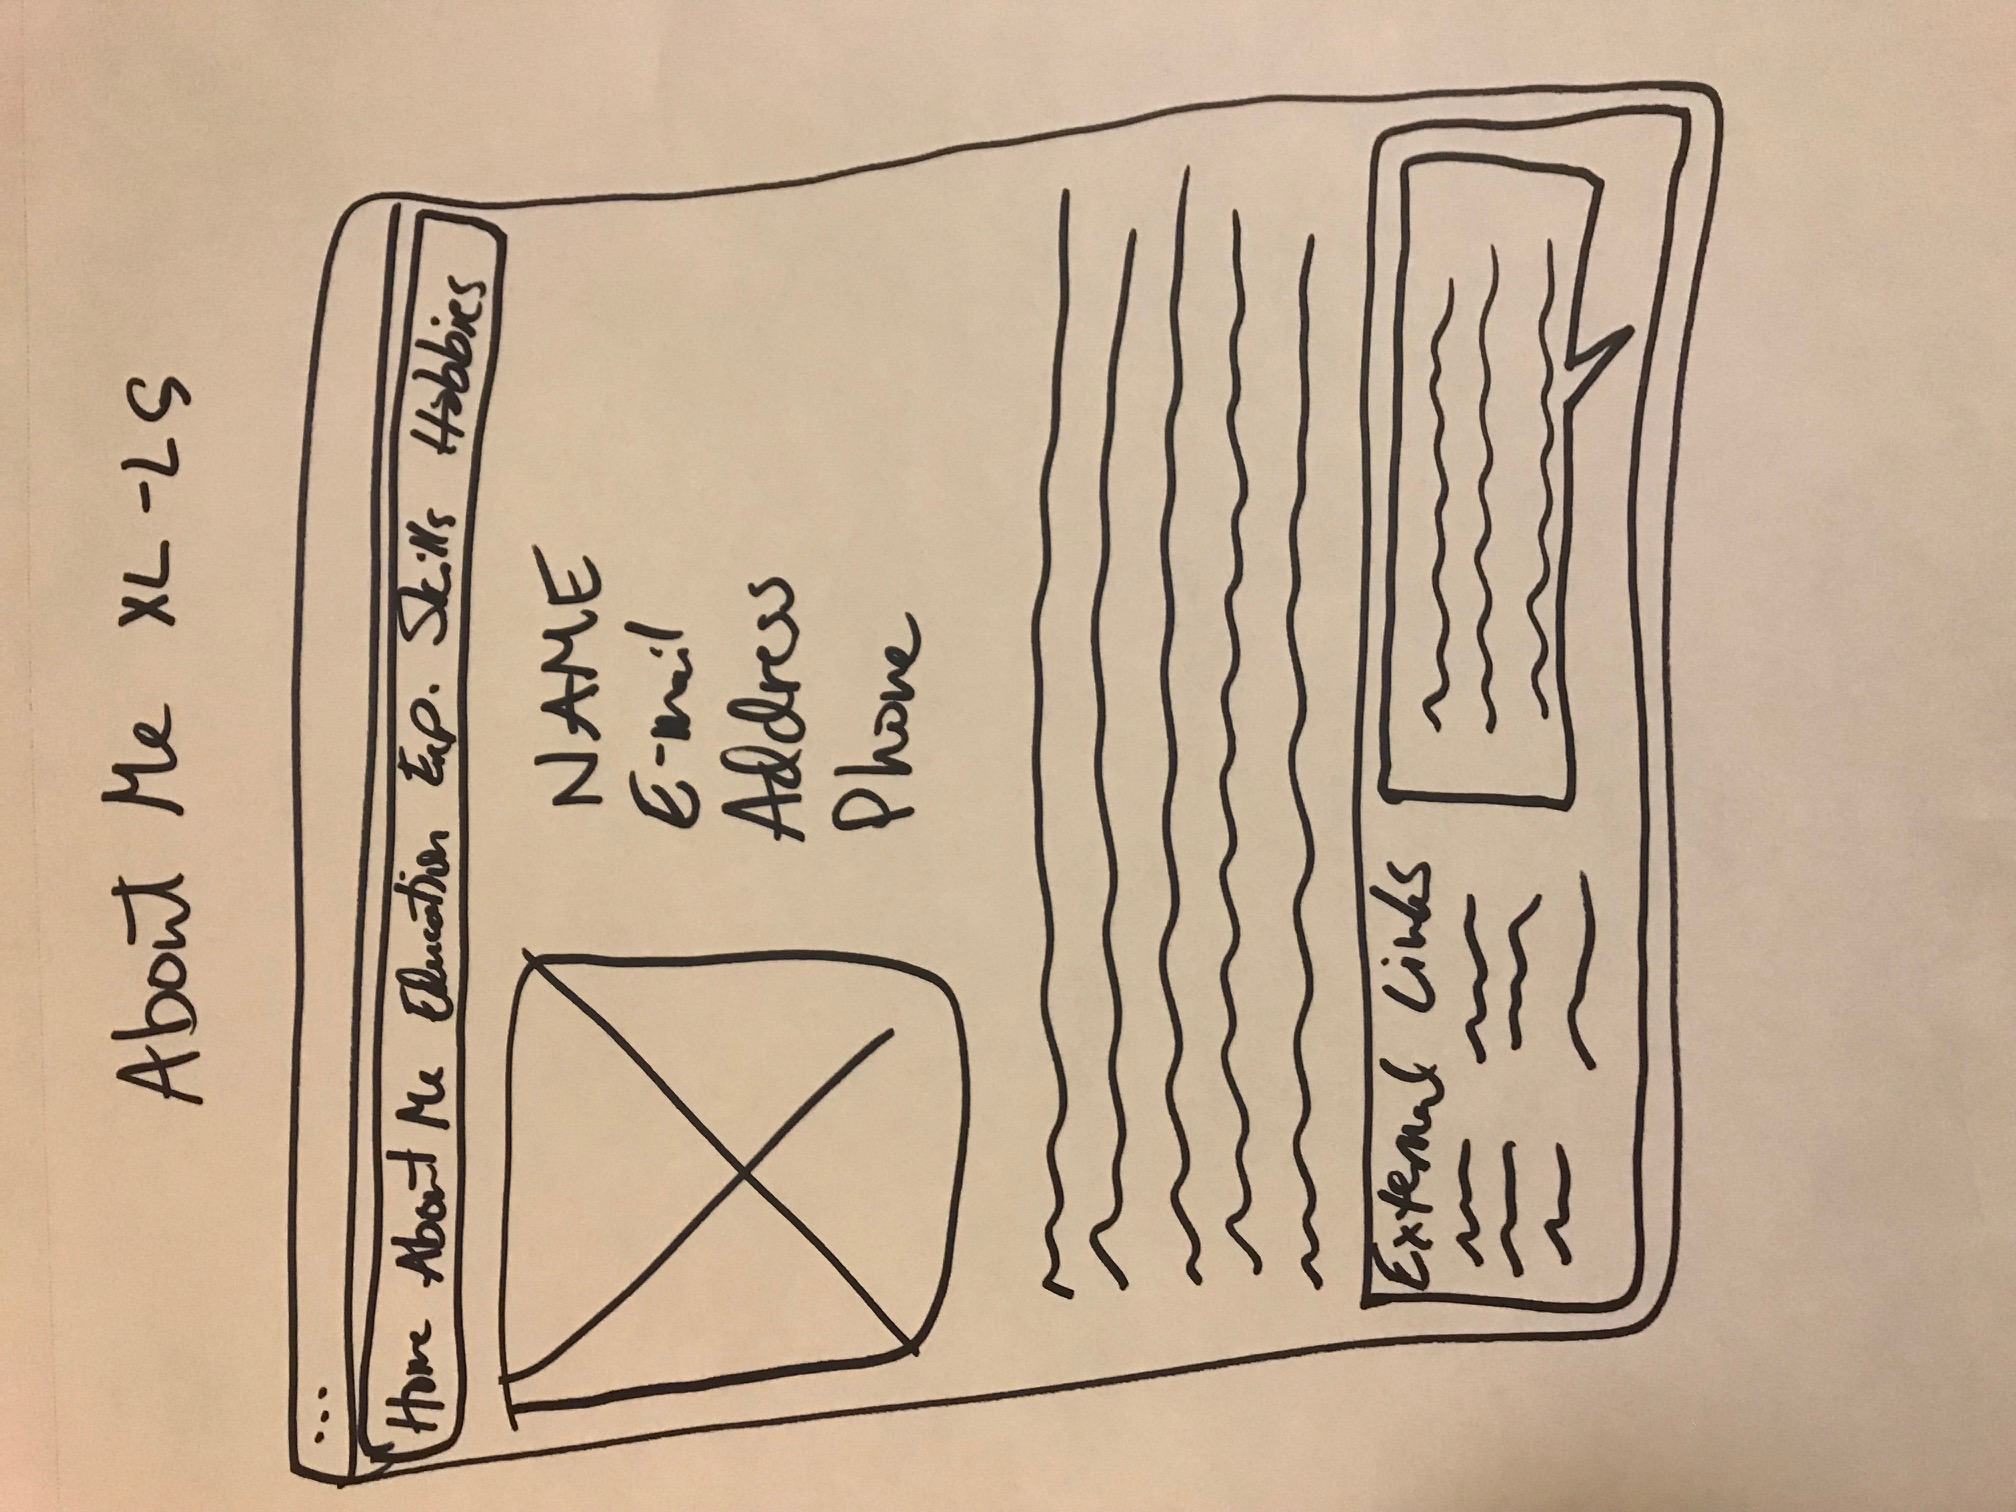 About Me XL-LS
Home About Me Education Exp. Skills Hobbies
NAME
E-mail
Address
Phone
External Links